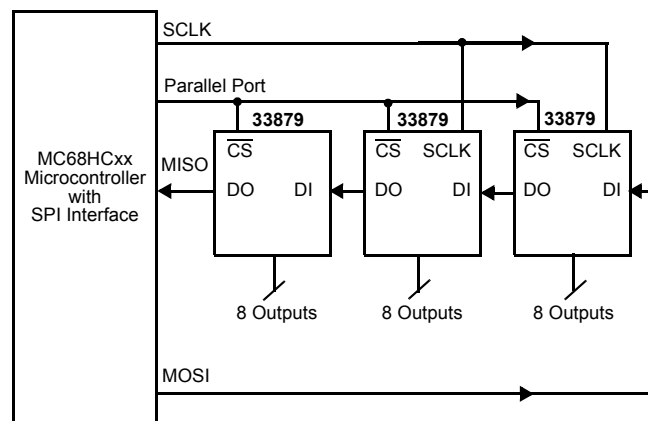 SCLK
Parallel Port
33879 33879 33879
CS CS SCLK CS SCLK
MC68HCxx
Microcontroller
with
SPI Interface
MISO
DO DI DO DI DO DI
8 Outputs 8 Outputs 8 Outputs
MOSI